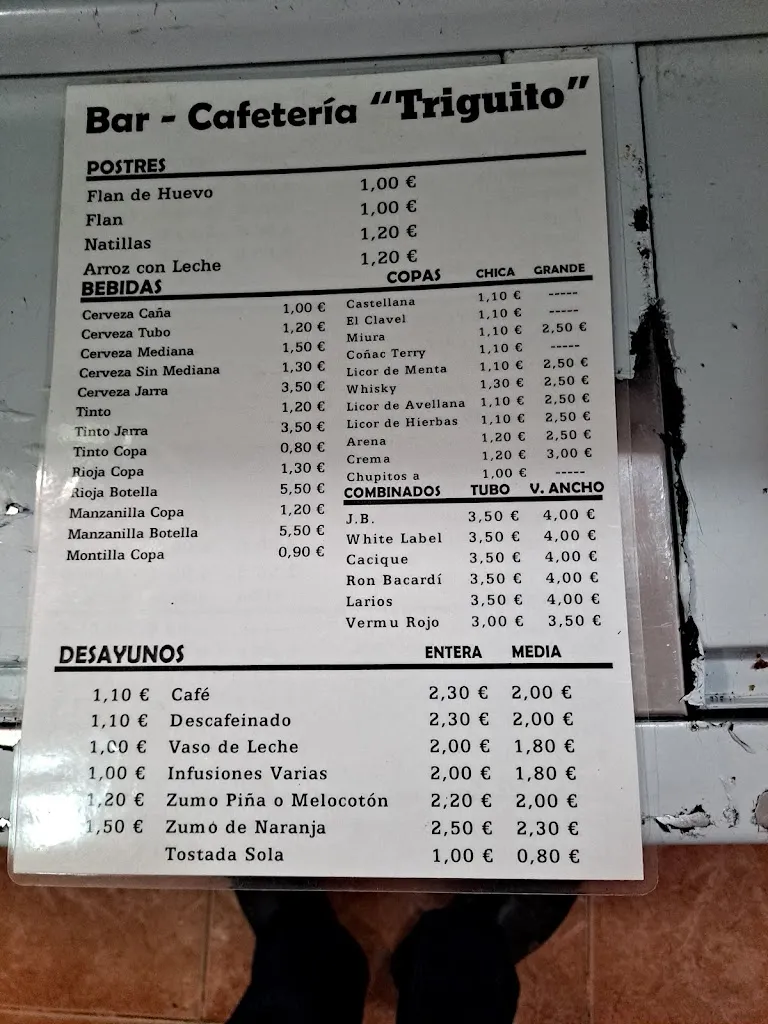 Bar - Cafetería "Triguito"
POSTRES
Flan de Huevo 1,00 €
Flan 1,00 €
Natillas 1,20 €
Arroz con Leche 1,20 €
BEBIDAS
Cerveza Caña 1,00 €
Cerveza Tubo 1,20 €
Cerveza Mediana 1,50 €
Cerveza Sin Mediana 1,30 €
Cerveza Jarra 3,50 €
Tinto 1,20 €
Tinto Jarra 3,50 €
Tinto Copa 0,80 €
Rioja Copa 1,30 €
Rioja Botella 5,50 €
Manzanilla Copa 1,20 €
Manzanilla Botella 5,50 €
Montilla Copa 0,90 €
COPAS CHICA GRANDE
Castellana 1,10 € -----
El Clavel 1,10 € -----
Miura 1,10 € 2,50 €
Coñac Terry 1,10 € -----
Licor de Menta 1,10 € 2,50 €
Whisky 1,30 € 2,50 €
Licor de Avellana 1,10 € 2,50 €
Licor de Hierbas 1,10 € 2,50 €
Arena 1,20 € 2,50 €
Crema 1,20 € 3,00 €
Chupitos a 1,00 € -----
COMBINADOS TUBO V. ANCHO
J.B. 3,50 € 4,00 €
White Label 3,50 € 4,00 €
Cacique 3,50 € 4,00 €
Ron Bacardí 3,50 € 4,00 €
Larios 3,50 € 4,00 €
Vermu Rojo 3,00 € 3,50 €
DESAYUNOS ENTERA MEDIA
1,10 € Café 2,30 € 2,00 €
1,10 € Descafeinado 2,30 € 2,00 €
1,00 € Vaso de Leche 2,00 € 1,80 €
1,00 € Infusiones Varias 2,00 € 1,80 €
1,20 € Zumo Piña o Melocotón 2,20 € 2,00 €
1,50 € Zumo de Naranja 2,50 € 2,30 €
Tostada Sola 1,00 € 0,80 €